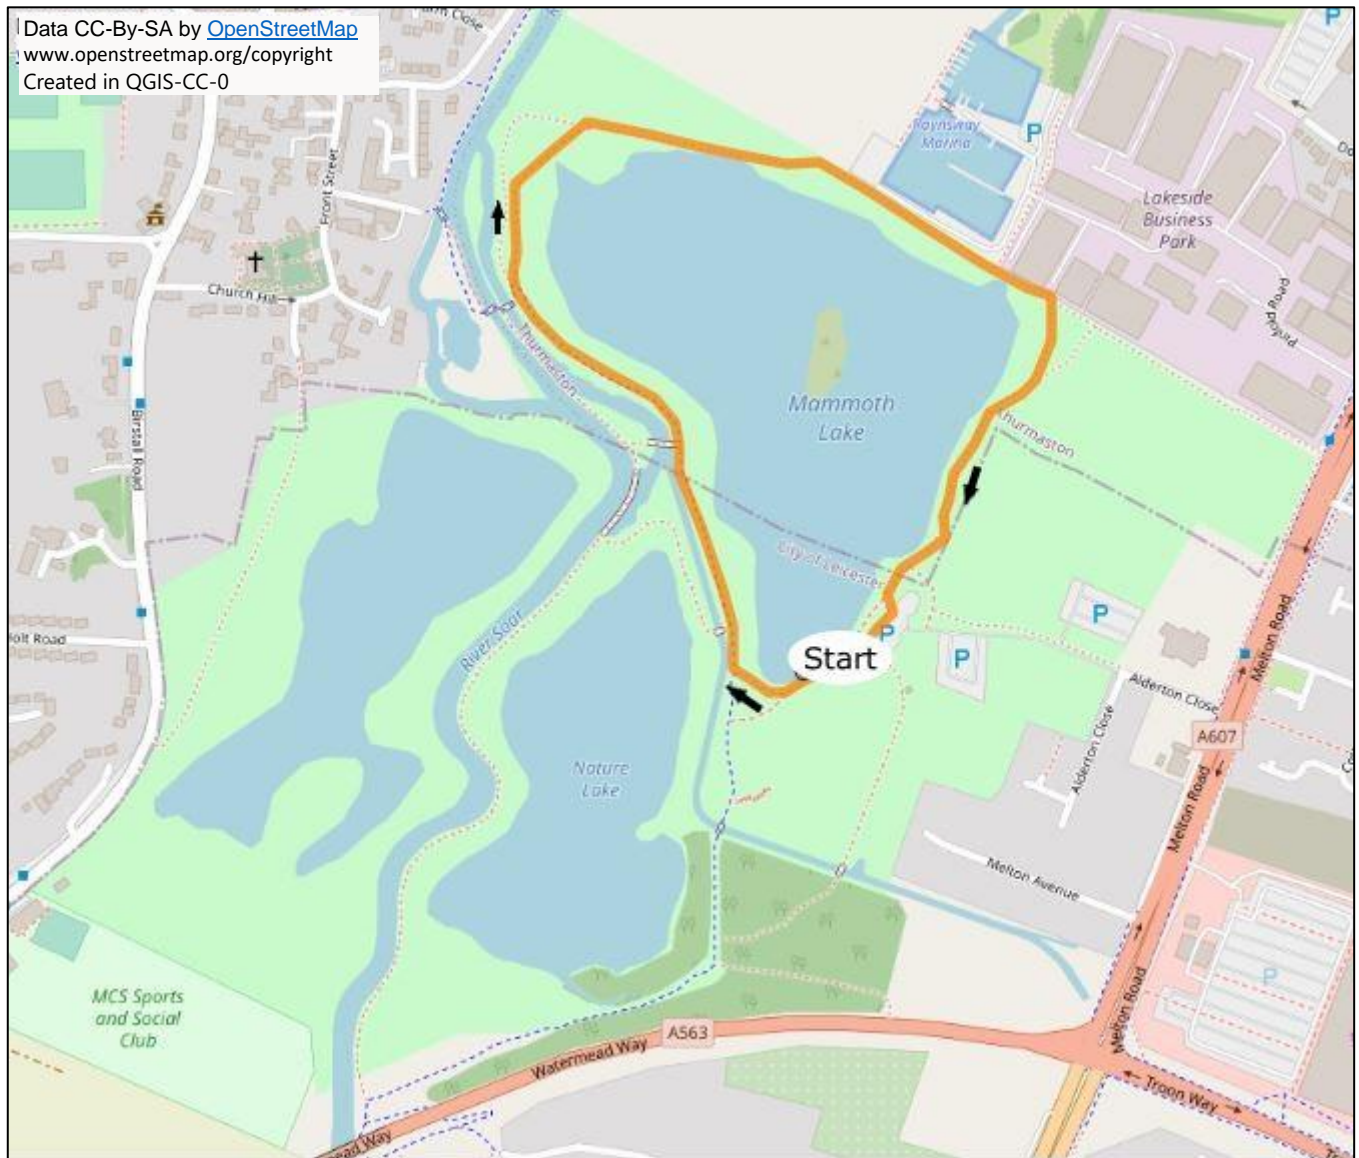 Data CC-By-SA by OpenStreetMap
www.openstreetmap.org/copyright
Created in QGIS-CC-0
Close
P
P
Raynsway
Marina
Lakeside
Business
Park
Front Street
Church Hill
Thurmaston
Road
Mammoth
Lake
Thurmaston
Birstall Road
City of Leicester
River Soar
P
P
P
Start
Melton Road
Alderton Close
Alderton Close
A607
Nature
Lake
Melton Road
Melton Avenue
P
MCS Sports
and Social
Club
Melton Road
A563
Watermead Way
Troon Way